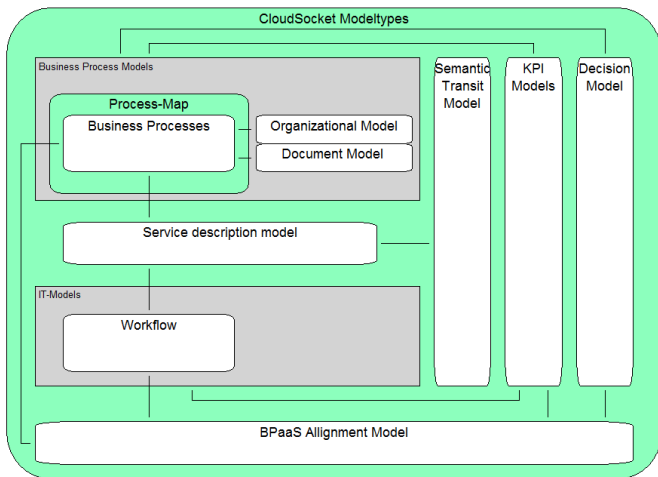 CloudSocket Modeltypes
Business Process Models
Process-Map
Business Processes
Organizational Model
Document Model
Semantic
Transit
Model
KPI
Models
Decision
Model
Service description model
IT-Models
Workflow
BPaaS Allignment Model